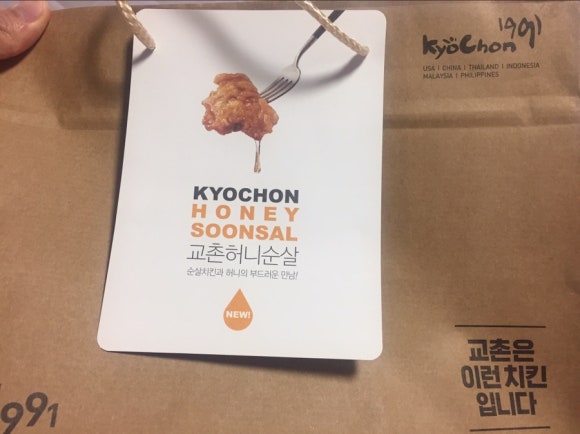 1991
KyoChon
USA | CHINA | THAILAND | INDONESIA
MALAYSIA | PHILIPPINES
KYOCHON
HONEY
SOONSAL
교촌허니순살
순살치킨과 허니의 부드러운 만남!
NEW!
교촌은
이런 치킨
입니다
991